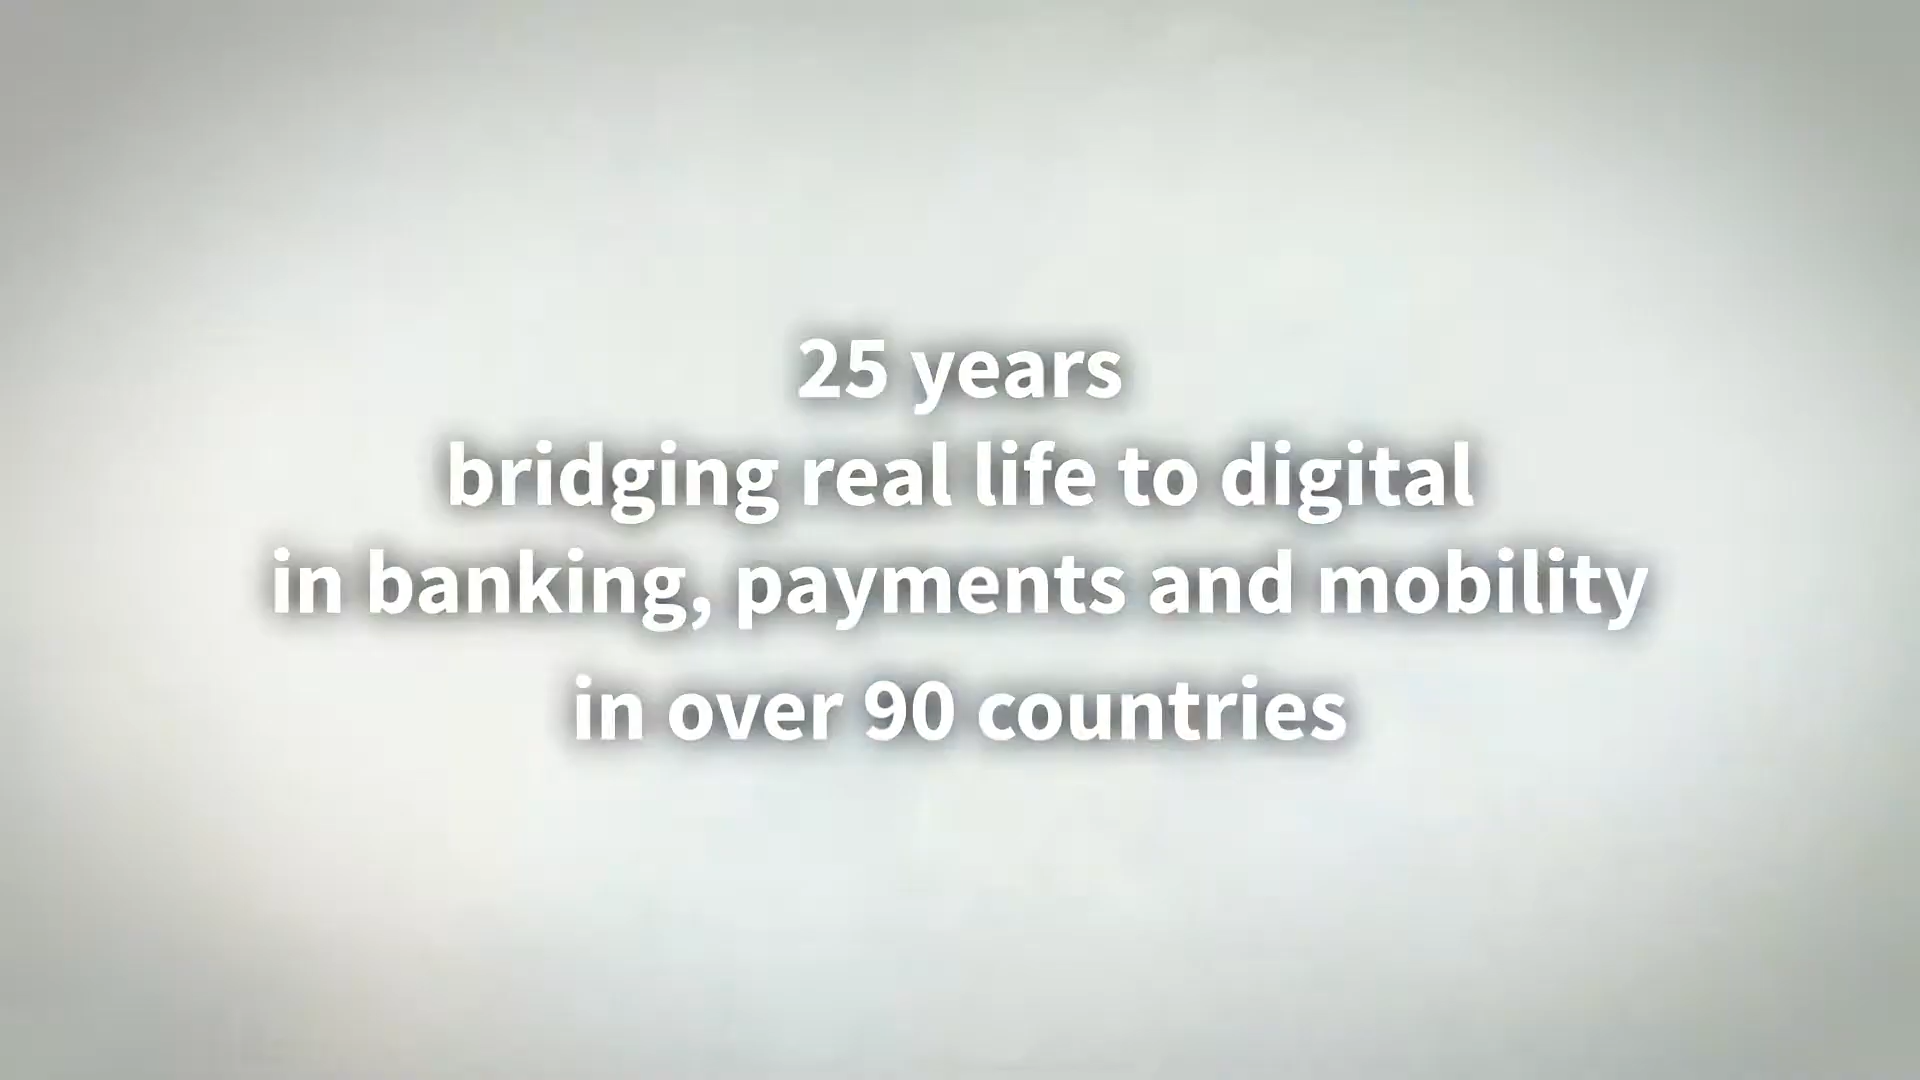 25 years
bridging real life to digital
in banking, payments and mobility
in over 90 countries